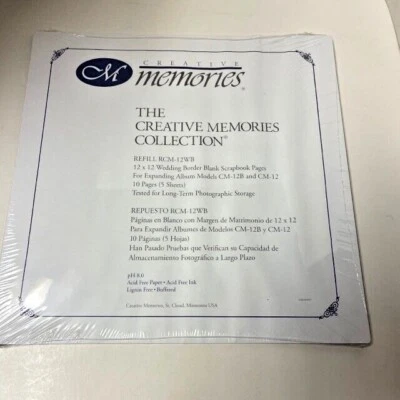 CM
CREATIVE
memories®
THE
CREATIVE MEMORIES
COLLECTION®
REFILL RCM-12WB
12 x 12 Wedding Border Blank Scrapbook Pages
For Expanding Album Models CM-12B and CM-12
10 Pages (5 Sheets)
Tested for Long-Term Photographic Storage
REPUESTO RCM-12WB
Páginas en Blanco con Margen de Matrimonio de 12 x 12
Para Expandir Albumes de Modelos CM-12B y CM-12
10 Páginas (5 Hojas)
Han Pasado Pruebas que Verifican su Capacidad de
Almacenamiento Fotográfico a Largo Plazo
pH 8.6
Acid Free Paper • Acid Free Ink
Lignin Free • Buffered
Creative Memories, St. Cloud, Minnesota USA